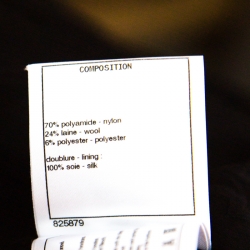 COMPOSITION
70% polyamide - nylon
24% laine - wool
6% polyester - polyester
doublure - lining
100% soie - silk
825879